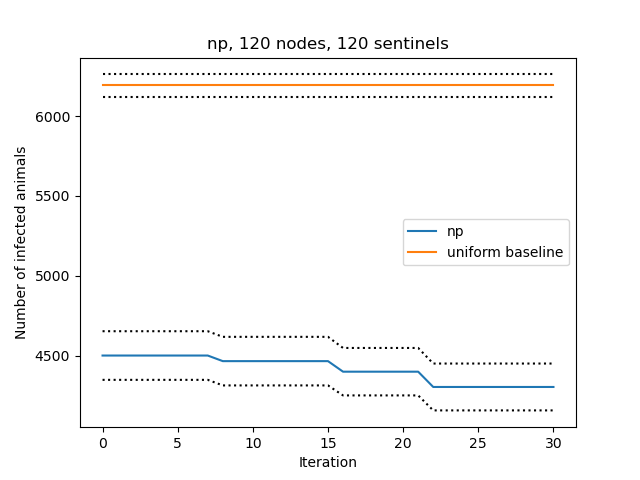 np, 120 nodes, 120 sentinels
Number of infected animals
6000
5500
5000
4500
np
uniform baseline
0 5 10 15 20 25 30
Iteration